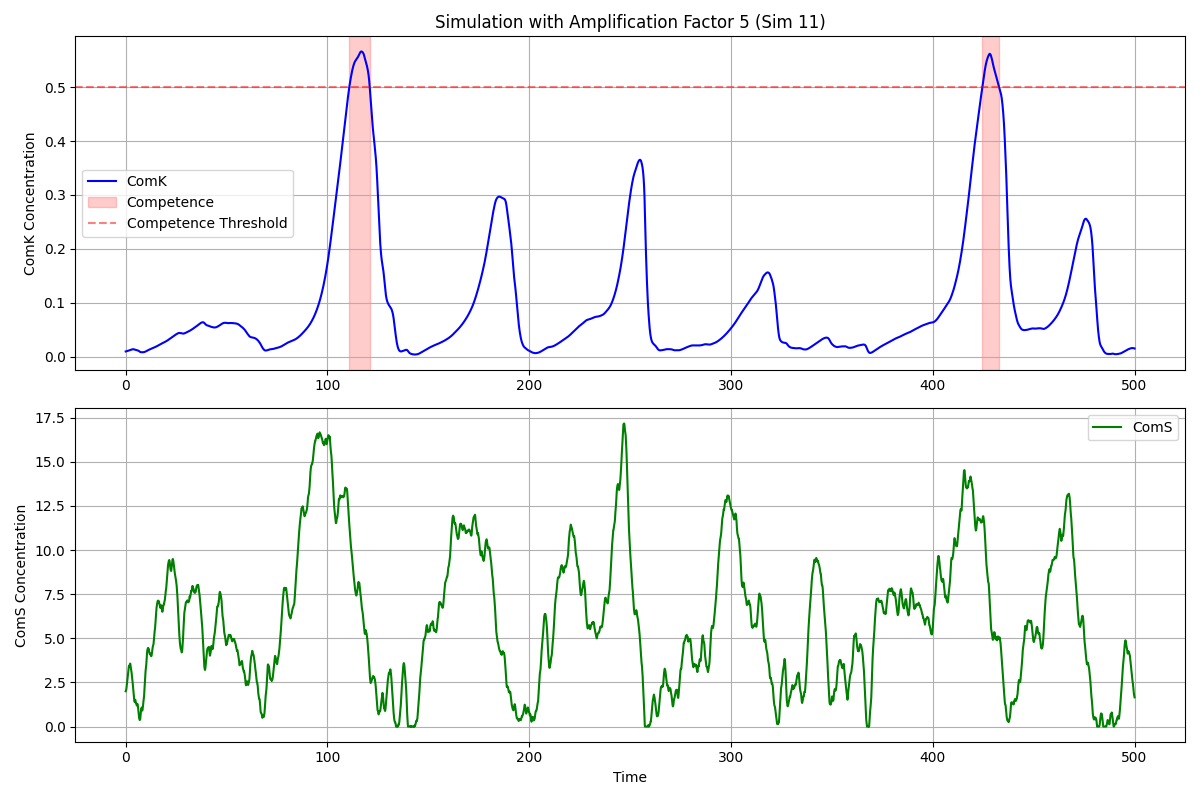 Simulation with Amplification Factor 5 (Sim 11)
ComK Concentration
0.5
0.4
0.3
0.2
0.1
0.0
ComK
Competence
Competence Threshold
0 100 200 300 400 500
ComS Concentration
17.5
15.0
12.5
10.0
7.5
5.0
2.5
0.0
ComS
0 100 200 300 400 500
Time